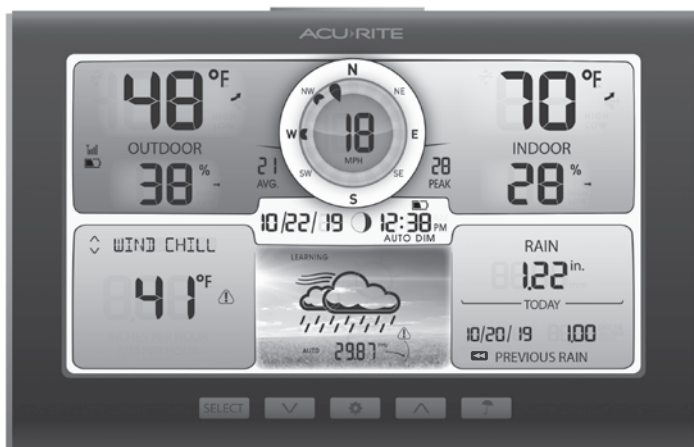 ACU›RITE
48 °F
OUTDOOR
38 %
N
NW NE
W E
SW SE
S
18
MPH
21
AVG.
28
PEAK
70 °F
INDOOR
28 %
10/22/19 12:38 PM
AUTO DIM
WIND CHILL
41 °F
LEARNING
AUTO 29.87
RAIN
1.22 in.
TODAY
10/20/19 1.00
PREVIOUS RAIN
SELECT